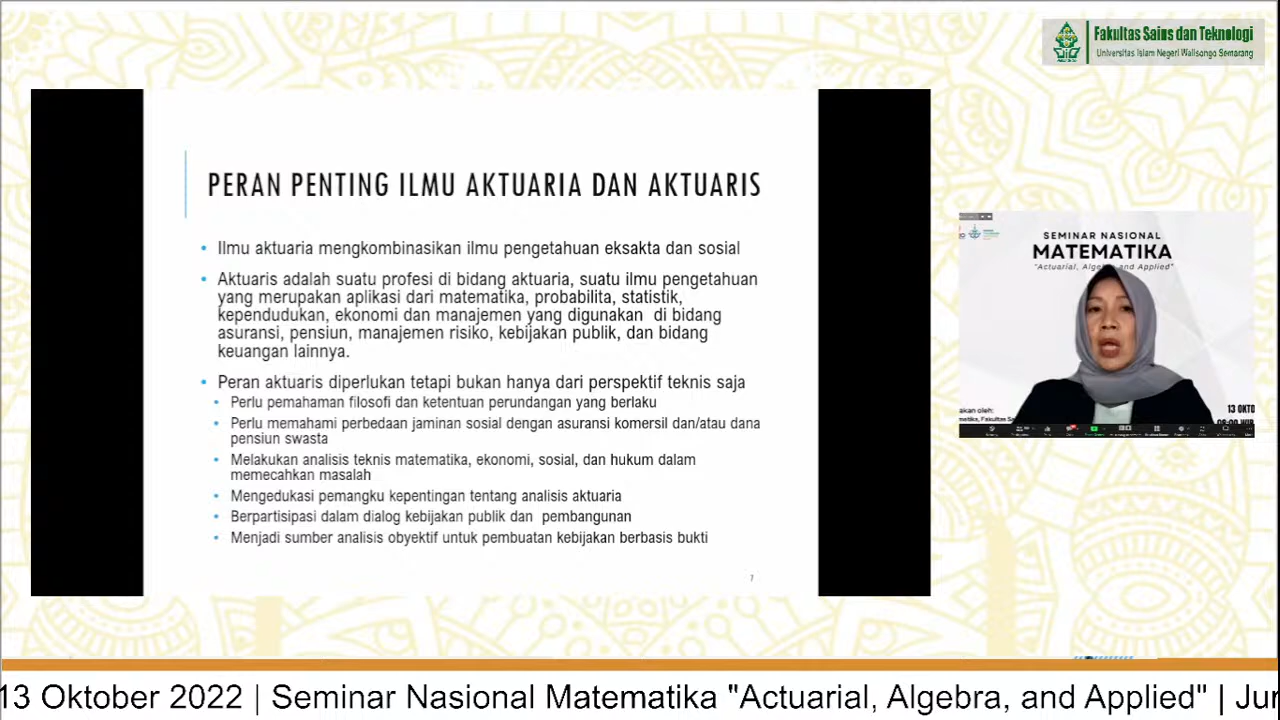 Fakultas Sains dan Teknologi
Universitas Islam Negeri Walisongo Semarang
PERAN PENTING ILMU AKTUARIA DAN AKTUARIS
• Ilmu aktuaria mengkombinasikan ilmu pengetahuan eksakta dan sosial
• Aktuaris adalah suatu profesi di bidang aktuaria, suatu ilmu pengetahuan
yang merupakan aplikasi dari matematika, probabilita, statistik,
kependudukan, ekonomi dan manajemen yang digunakan di bidang
asuransi, pensiun, manajemen risiko, kebijakan publik, dan bidang
keuangan lainnya.
• Peran aktuaris diperlukan tetapi bukan hanya dari perspektif teknis saja
• Perlu pemahaman filosofi dan ketentuan perundangan yang berlaku
• Perlu memahami perbedaan jaminan sosial dengan asuransi komersil dan/atau dana
pensiun swasta
• Melakukan analisis teknis matematika, ekonomi, sosial, dan hukum dalam
memecahkan masalah
• Mengedukasi pemangku kepentingan tentang analisis aktuaria
• Berpartisipasi dalam dialog kebijakan publik dan pembangunan
• Menjadi sumber analisis obyektif untuk pembuatan kebijakan berbasis bukti
7
SEMINAR NASIONAL
MATEMATIKA
"Actuarial, Algebra and Applied"
akan oleh:
13 OKTO
13 Oktober 2022 | Seminar Nasional Matematika "Actuarial, Algebra, and Applied" | Jur